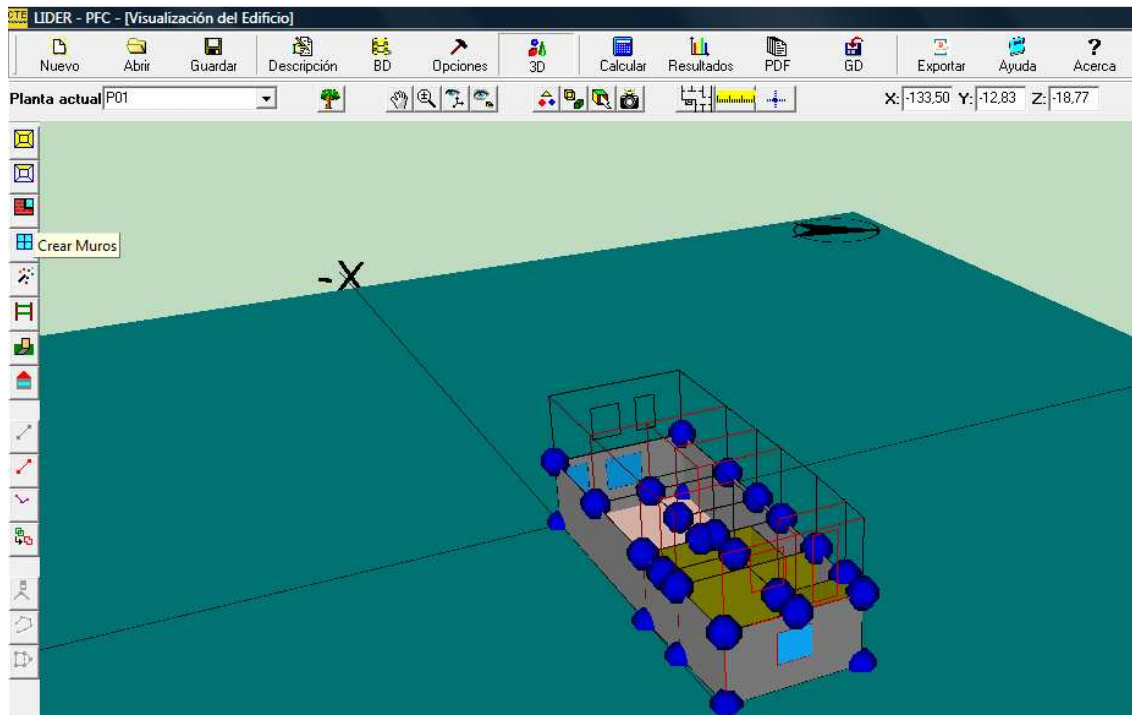 CTE LIDER - PFC - [Visualización del Edificio]
Nuevo Abrir Guardar Descripción BD Opciones 3D Calcular Resultados PDF GD Exportar Ayuda Acerca
Planta actual P01 X: -133,50 Y: -12,83 Z: -18,77
Crear Muros
-X